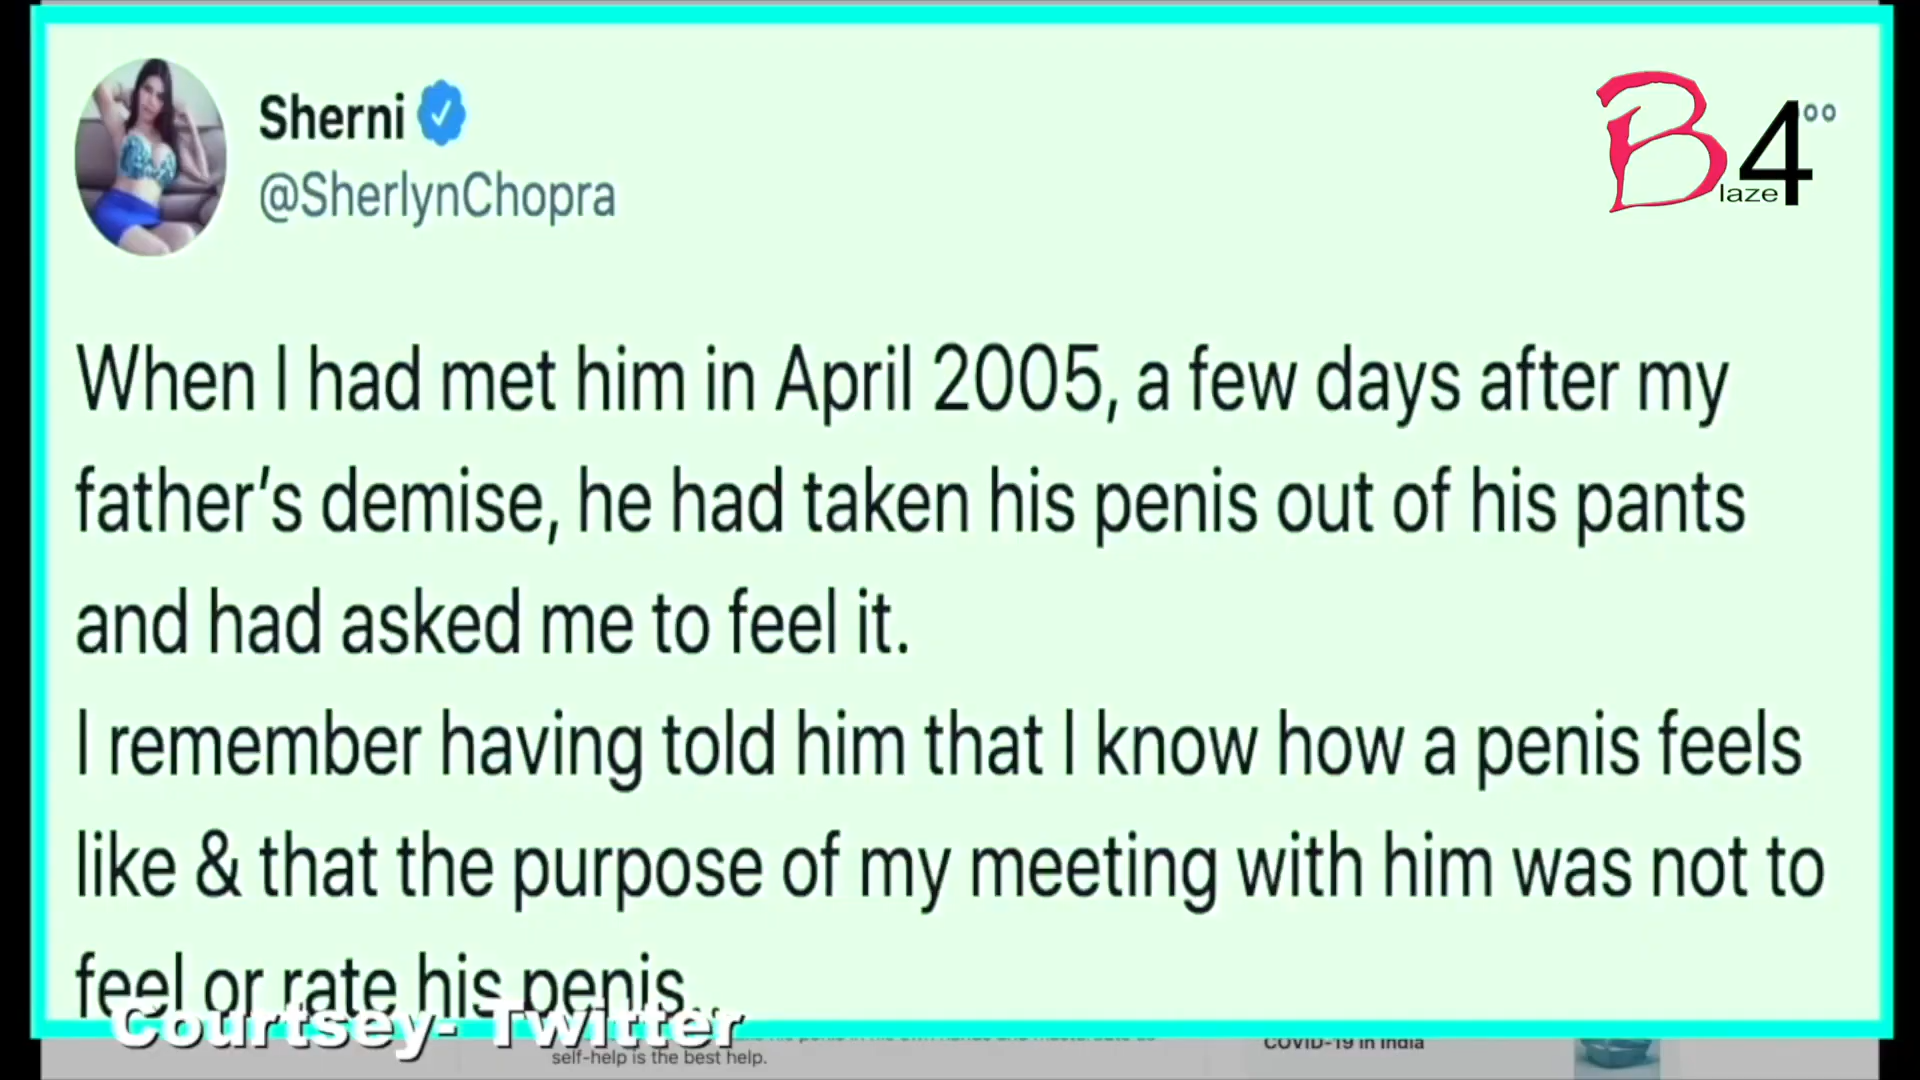 Sherni
@SherlynChopra
Blaze4oo
When I had met him in April 2005, a few days after my
father’s demise, he had taken his penis out of his pants
and had asked me to feel it.
I remember having told him that I know how a penis feels
like & that the purpose of my meeting with him was not to
feel or rate his penis..
Courtsey- Twitter
self-help is the best help.
COVID-19 in India